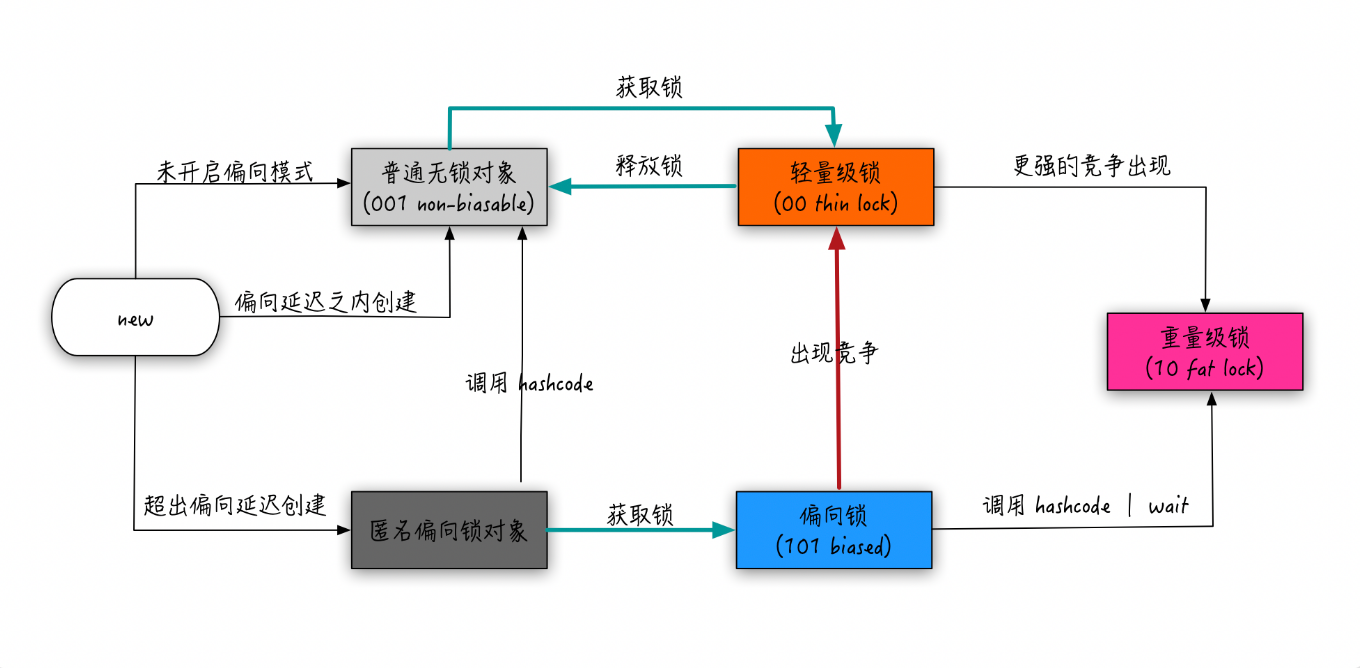 获取锁
未开启偏向模式
普通无锁对象
(001 non-biasable)
释放锁
轻量级锁
(00 thin lock)
更强的竞争出现
new
偏向延迟之内创建
调用 hashcode
出现竞争
重量级锁
(10 fat lock)
超出偏向延迟创建
匿名偏向锁对象
获取锁
偏向锁
(101 biased)
调用 hashcode | wait